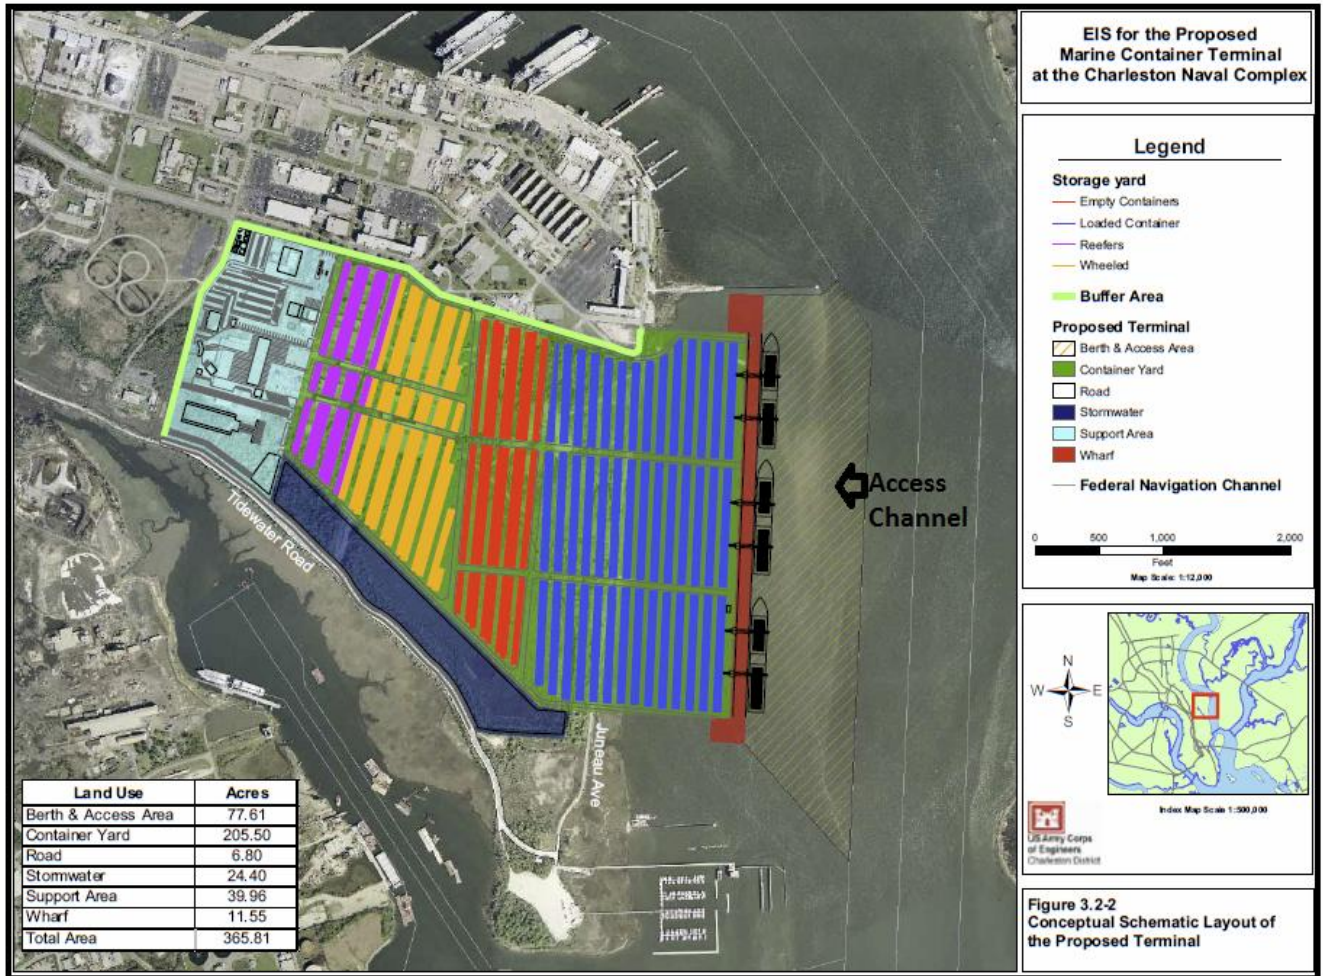 EIS for the Proposed
Marine Container Terminal
at the Charleston Naval Complex
Legend
Storage yard
Empty Containers
Loaded Container
Reefers
Wheeled
Buffer Area
Proposed Terminal
Berth & Access Area
Container Yard
Road
Stormwater
Support Area
Wharf
Federal Navigation Channel
0 500 1,000 2,000
Feet
Map Scale: 1:12,000
N
W E
S
Index Map Scale 1:500,000
US Army Corps
of Engineers
Charleston District
Figure 3.2-2
Conceptual Schematic Layout of
the Proposed Terminal
Access
Channel
Tidewater Road
Juneau Ave
Land Use Acres
Berth & Access Area 77.61
Container Yard 205.50
Road 6.80
Stormwater 24.40
Support Area 39.96
Wharf 11.55
Total Area 365.81